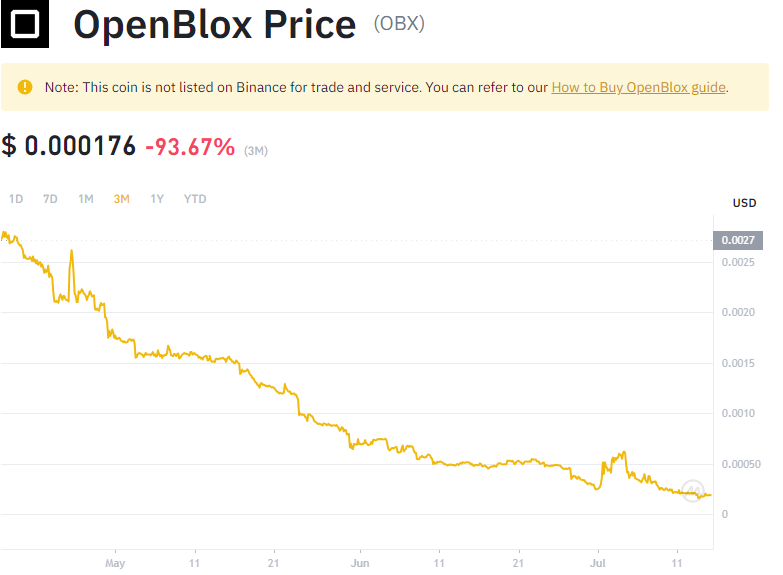 OpenBlox Price (OBX)
Note: This coin is not listed on Binance for trade and service. You can refer to our How to Buy OpenBlox guide.
$ 0.000176 -93.67% (3M)
1D 7D 1M 3M 1Y YTD
USD
0.0027
0.0025
0.0020
0.0015
0.0010
0.00050
0
May 11 21 Jun 11 21 Jul 11